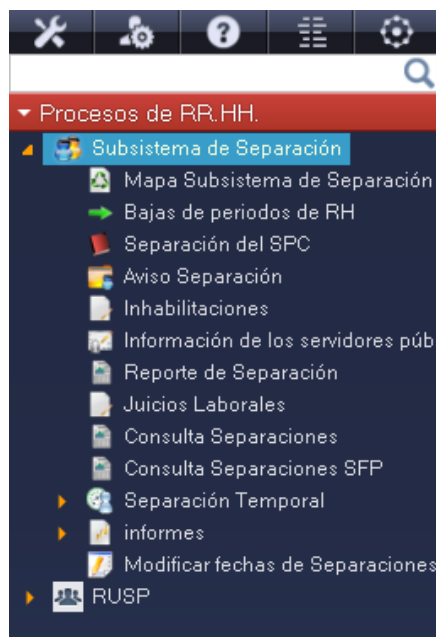 Procesos de RR.HH.
Subsistema de Separación
Mapa Subsistema de Separación
Bajas de periodos de RH
Separación del SPC
Aviso Separación
Inhabilitaciones
Información de los servidores púb
Reporte de Separación
Juicios Laborales
Consulta Separaciones
Consulta Separaciones SFP
Separación Temporal
informes
Modificar fechas de Separaciones
RUSP